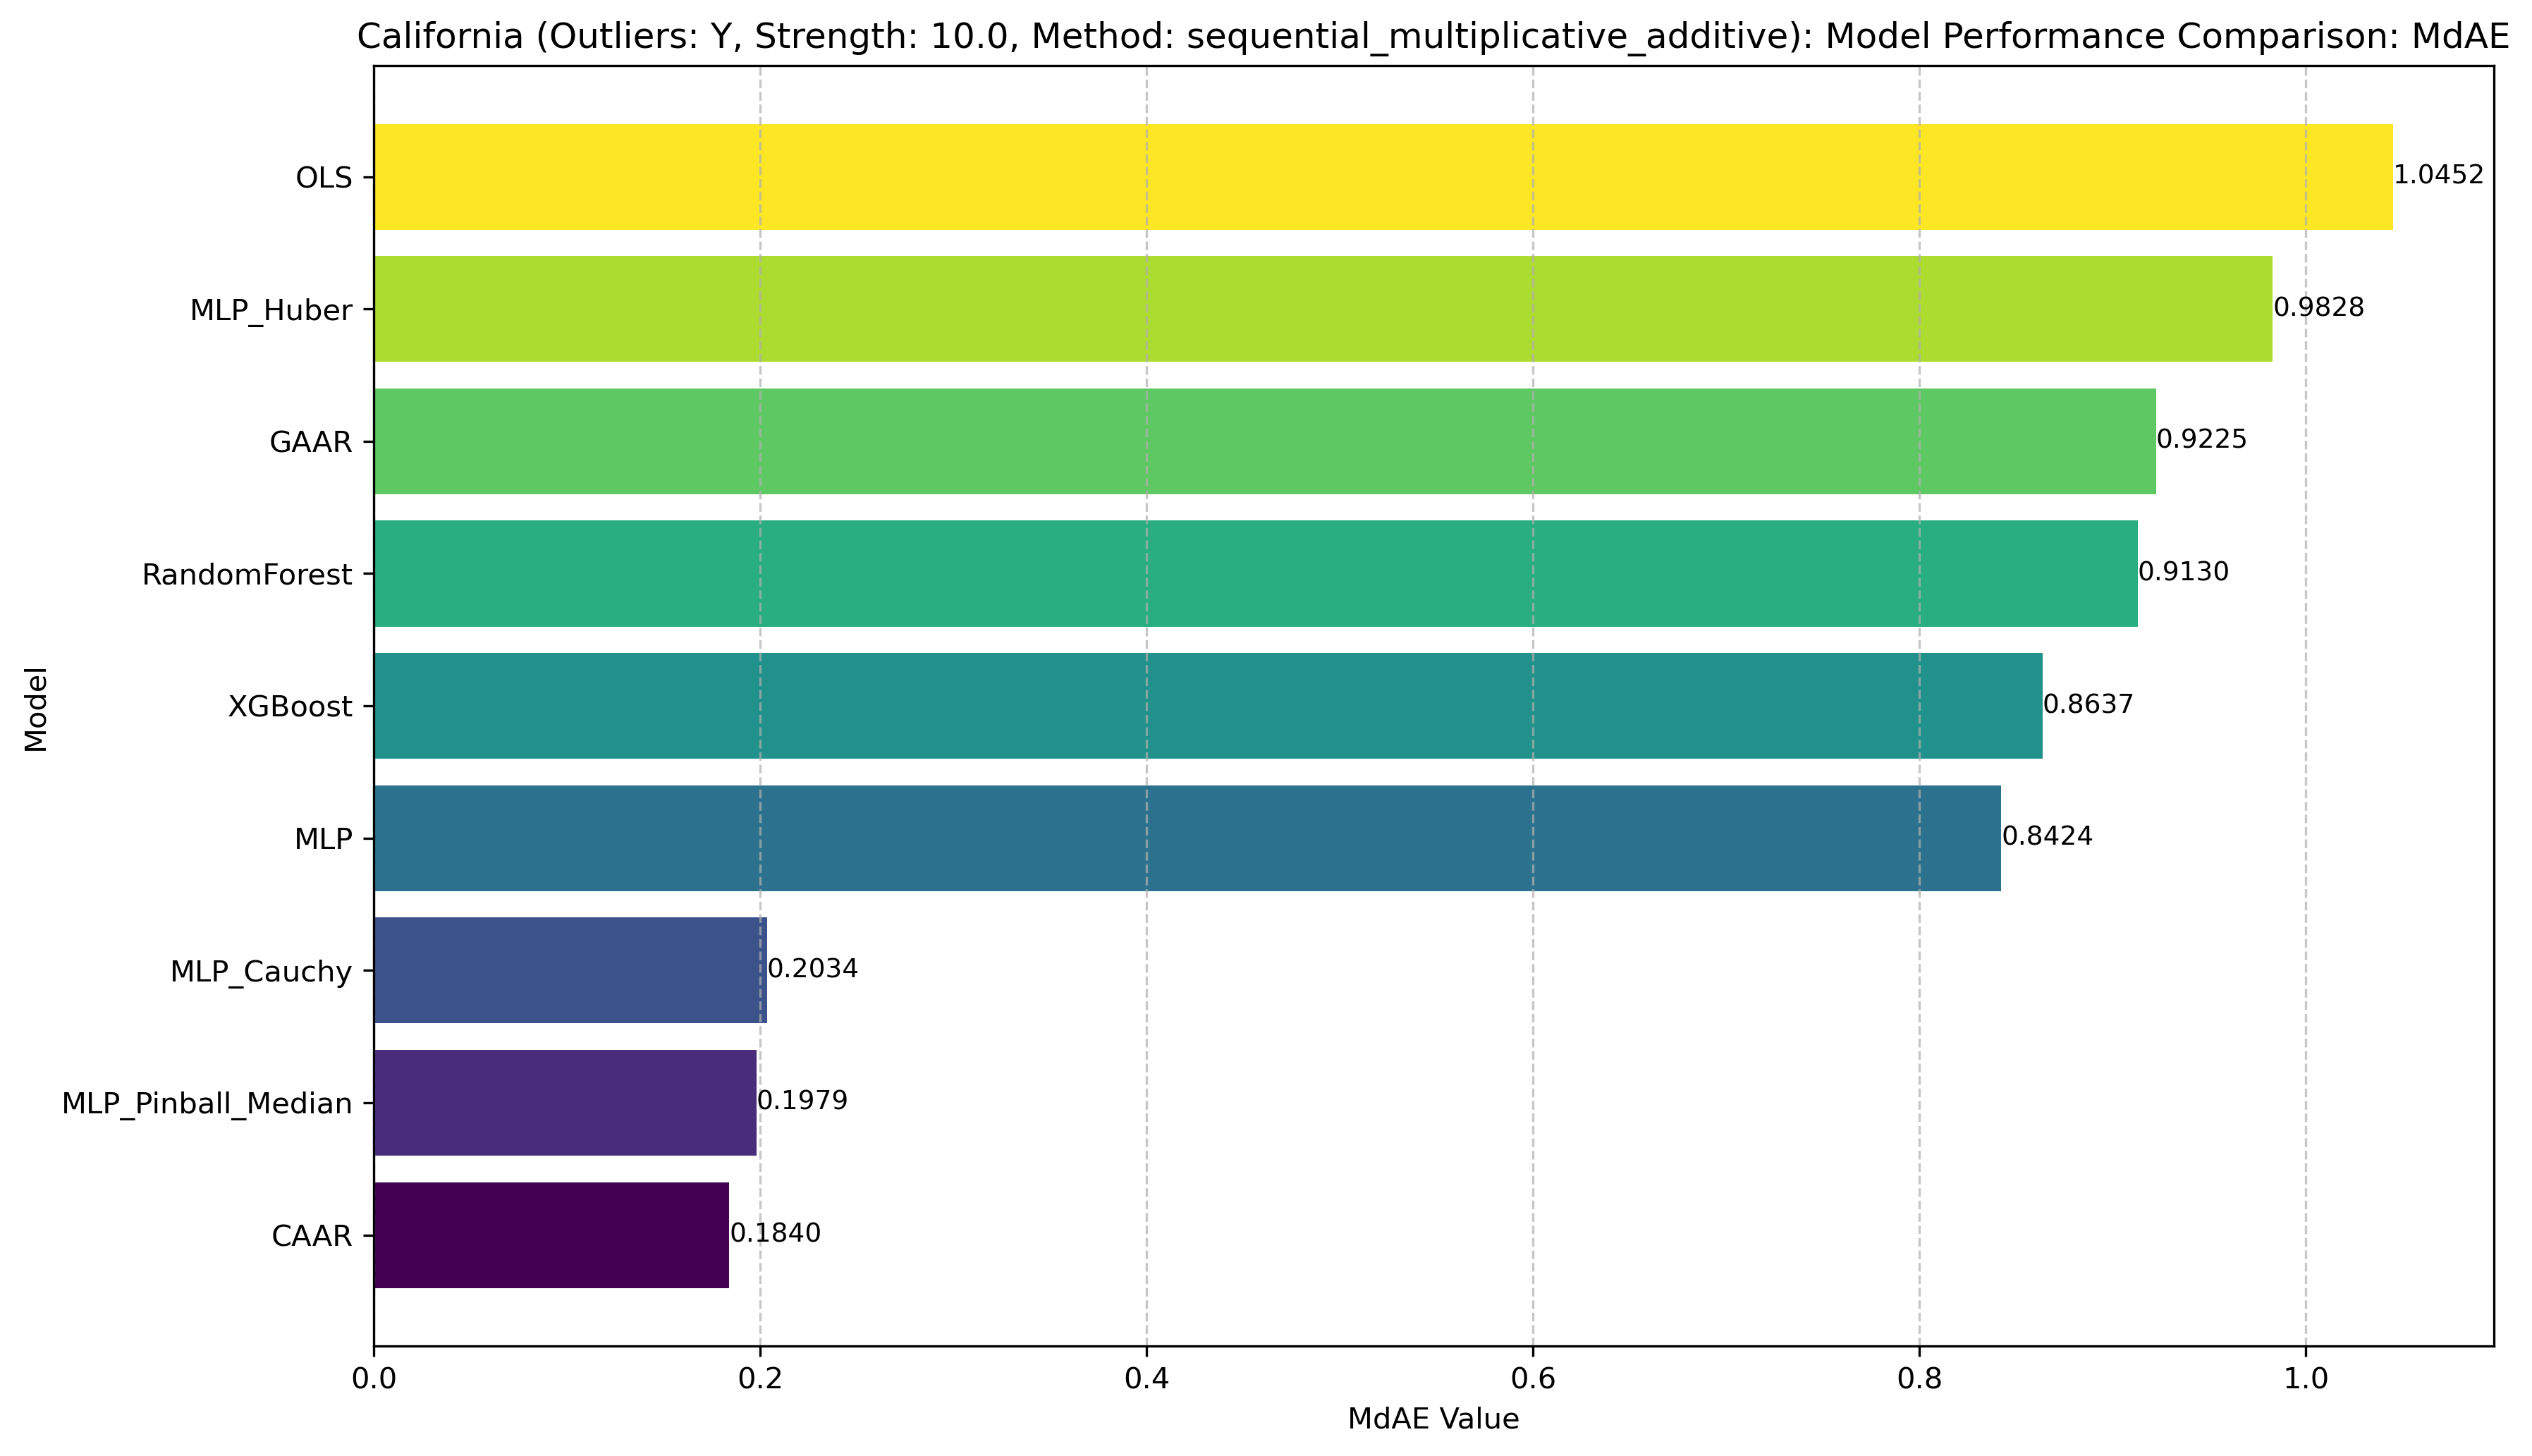 California (Outliers: Y, Strength: 10.0, Method: sequential_multiplicative_additive): Model Performance Comparison: MdAE
OLS 1.0452
MLP_Huber 0.9828
GAAR 0.9225
RandomForest 0.9130
XGBoost 0.8637
MLP 0.8424
MLP_Cauchy 0.2034
MLP_Pinball_Median 0.1979
CAAR 0.1840
Model
0.0 0.2 0.4 0.6 0.8 1.0
MdAE Value